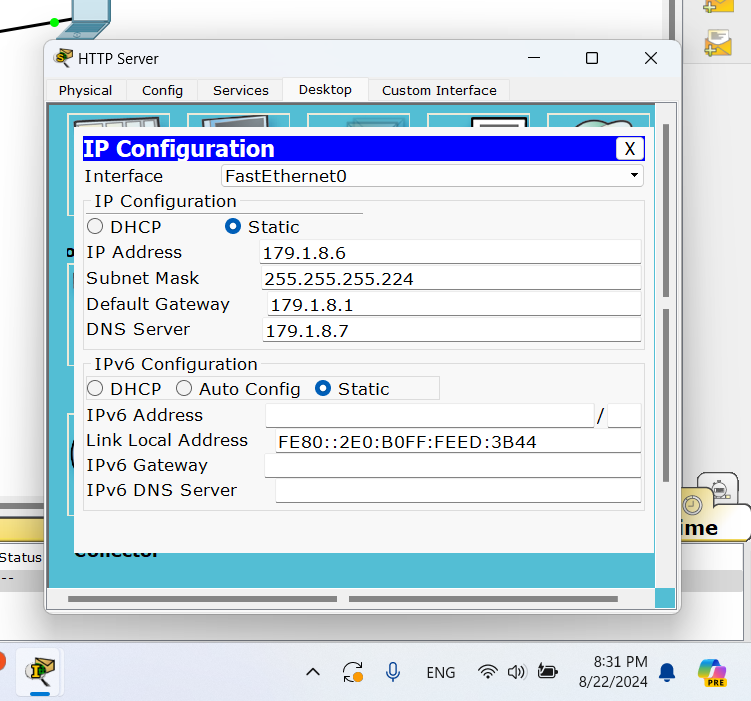 HTTP Server
Physical Config Services Desktop Custom Interface
IP Configuration X
Interface FastEthernet0
IP Configuration
DHCP Static
IP Address 179.1.8.6
Subnet Mask 255.255.255.224
Default Gateway 179.1.8.1
DNS Server 179.1.8.7
IPv6 Configuration
DHCP Auto Config Static
IPv6 Address /
Link Local Address FE80::2E0:B0FF:FEED:3B44
IPv6 Gateway
IPv6 DNS Server
ime
Collector
Status
--
ENG
8:31 PM
8/22/2024
PRE